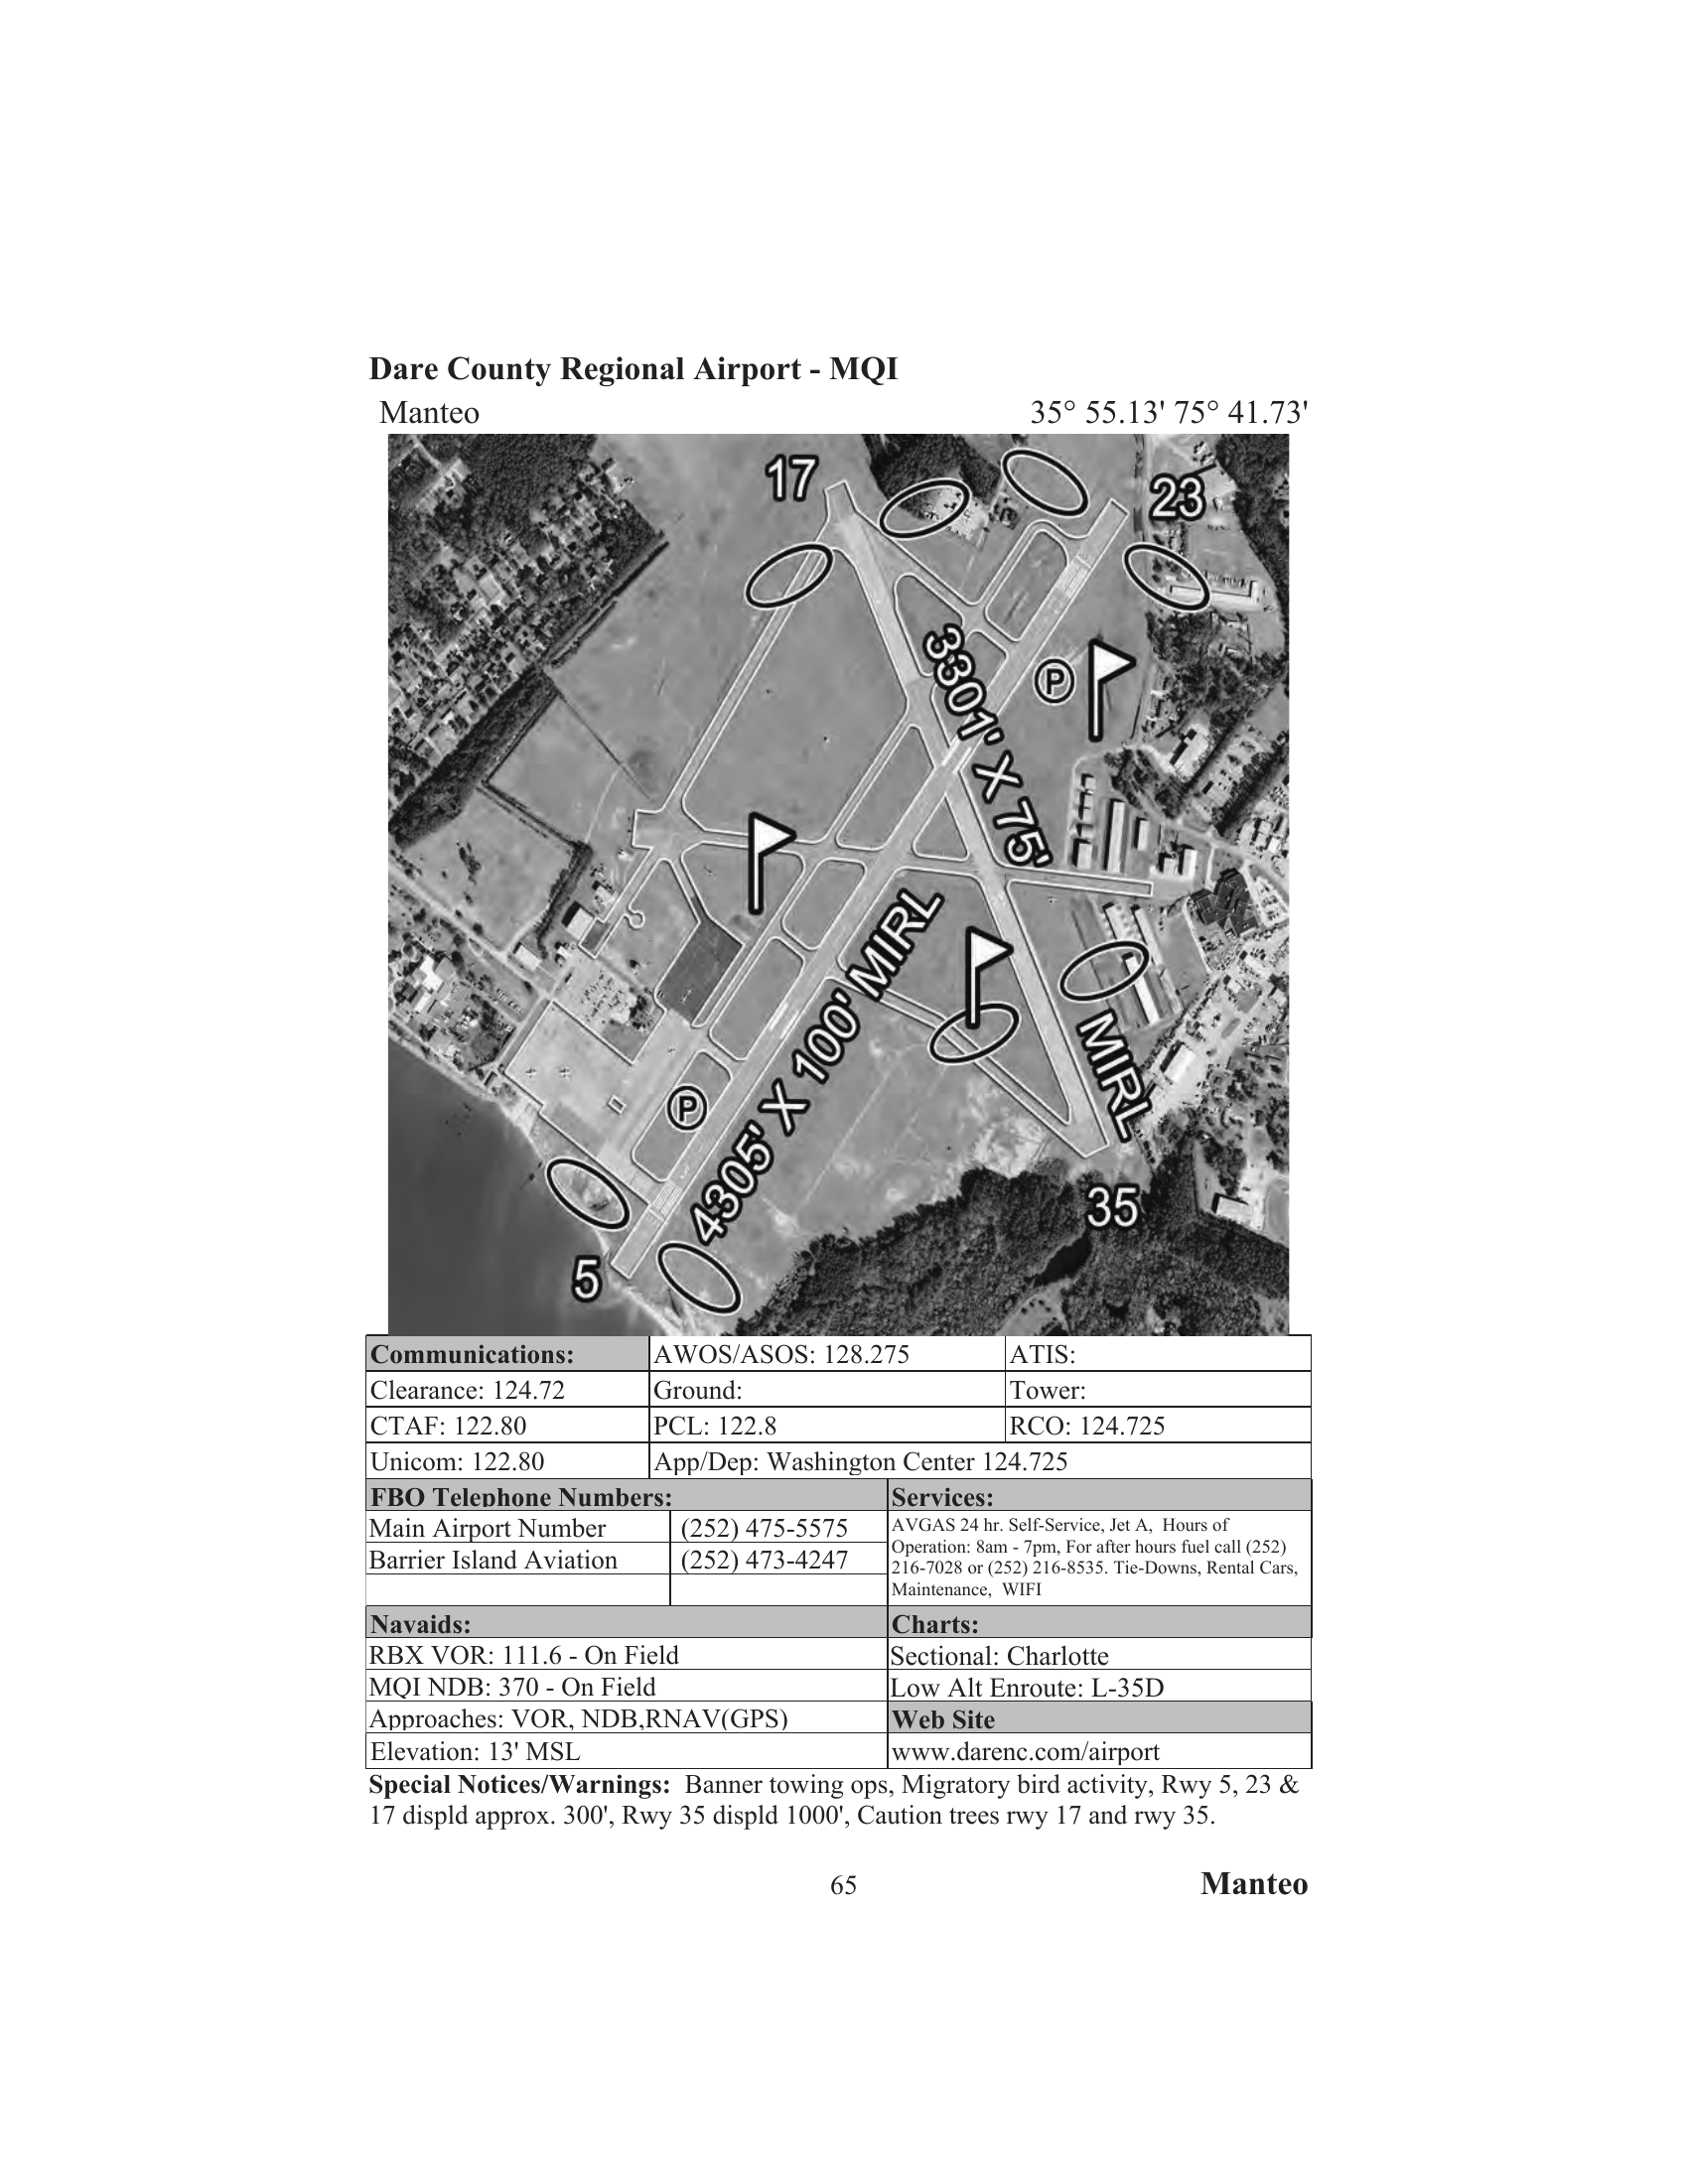 Dare County Regional Airport - MQI
Manteo 35° 55.13' 75° 41.73'
17
23
3301' X 75'
P
4305' X 100' MIRL
MIRL
P
35
5
Communications: AWOS/ASOS: 128.275 ATIS:
Clearance: 124.72 Ground: Tower:
CTAF: 122.80 PCL: 122.8 RCO: 124.725
Unicom: 122.80 App/Dep: Washington Center 124.725
FBO Telephone Numbers: Services:
Main Airport Number (252) 475-5575
Barrier Island Aviation (252) 473-4247
AVGAS 24 hr. Self-Service, Jet A, Hours of
Operation: 8am - 7pm, For after hours fuel call (252)
216-7028 or (252) 216-8535. Tie-Downs, Rental Cars,
Maintenance, WIFI
Navaids: Charts:
RBX VOR: 111.6 - On Field Sectional: Charlotte
MQI NDB: 370 - On Field Low Alt Enroute: L-35D
Approaches: VOR, NDB,RNAV(GPS) Web Site
Elevation: 13' MSL www.darenc.com/airport
Special Notices/Warnings: Banner towing ops, Migratory bird activity, Rwy 5, 23 &
17 displd approx. 300', Rwy 35 displd 1000', Caution trees rwy 17 and rwy 35.
65 Manteo